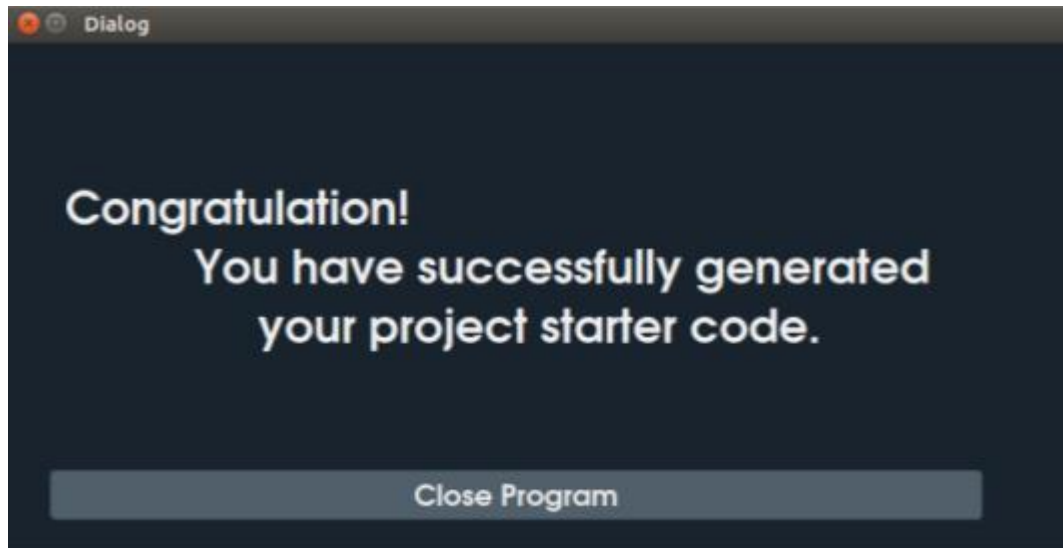 Dialog
Congratulation!
You have successfully generated
your project starter code.
Close Program